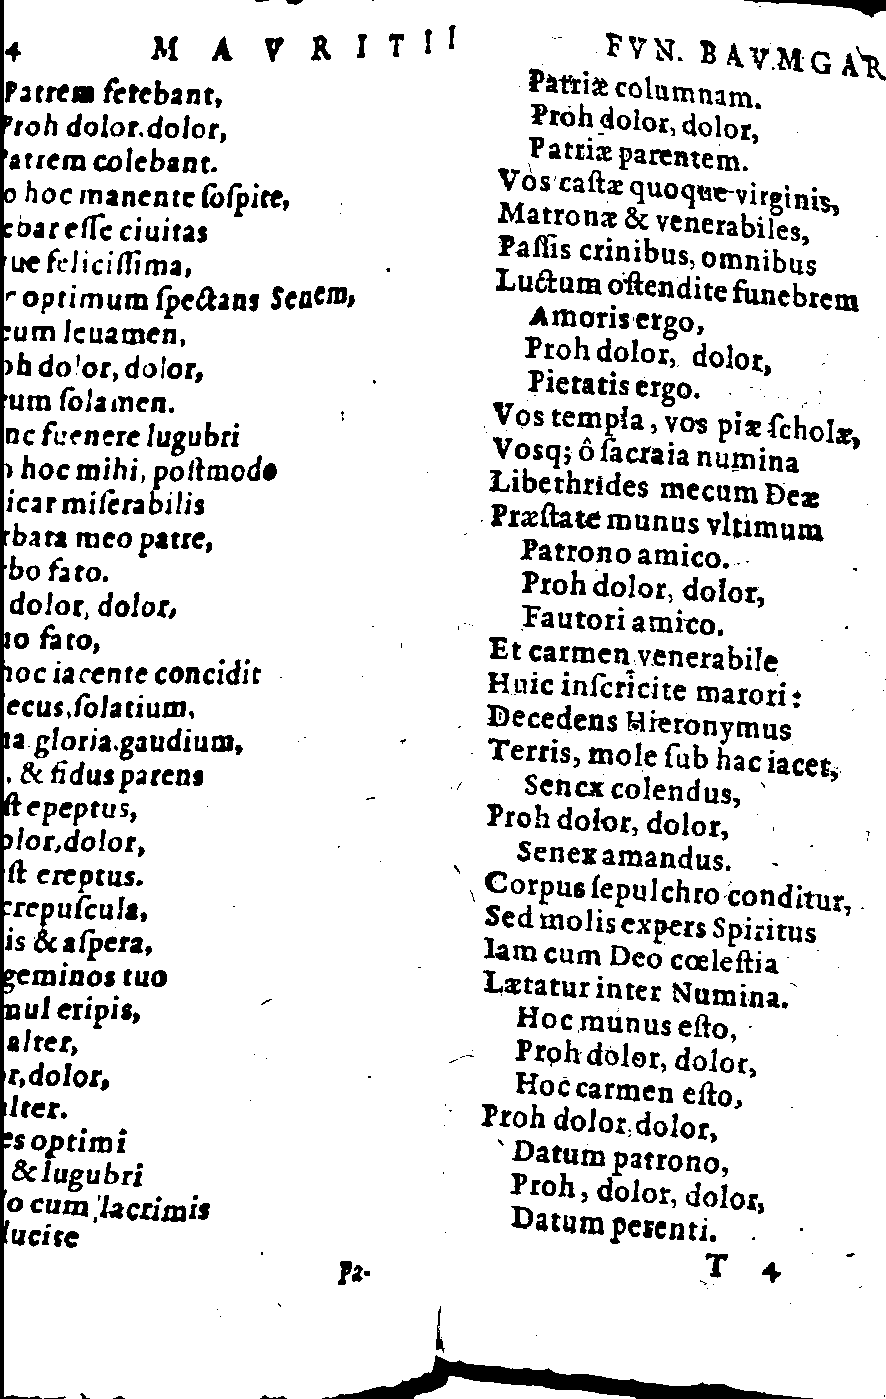 4 MAVRITII
Patrem ferebant,
Proh dolor.dolor,
Patrem colebant.
o hoc manente ſoſpite,
ebar eſſe ciuitas
ue feliciſſima,
r optimum ſpectans Senem,
cum leuamen,
oh dolor, dolor,
rum ſolamen.
nc fuenere lugubri
o hoc mihi, poſtmodo
icar miſerabilis
rbata meo patre,
rbo fato.
dolor, dolor,
no fato,
hoc iacente concidit
ecus,ſolatium,
na gloria.gaudium,
, & fidus parens
ſt epeptus,
olor,dolor,
ſt ereptus.
crepuſcula,
is & aſpera,
geminos tuo
mul eripis,
alter,
r,dolor,
alter.
es optimi
& lugubri
o cum lacrimis
lucite
Pa-
FVN. BAVMGAR
Patriæ columnam.
Proh dolor, dolor,
Patriæ parentem.
Vos caſtæ quoque virginis,
Matronæ & venerabiles,
Paſſis crinibus, omnibus
Luctum oſtendite funebrem
Amoris ergo,
Proh dolor, dolor,
Pietatis ergo.
Vos templa, vos piæ ſcholæ,
Vosq; ô ſacraia numina
Libethrides mecum Deæ
Præſtate munus vltimum
Patrono amico.
Proh dolor, dolor,
Fautori amico.
Et carmen venerabile
Huic inſcricite marori:
Decedens Hieronymus
Terris, mole ſub hac iacet,
Senex colendus,
Proh dolor, dolor,
Senex amandus.
Corpus ſepulchro conditur,
Sed molis expers Spiritus
Iam cum Deo cœleſtia
Lætatur inter Numina.
Hoc munus eſto,
Proh dolor, dolor,
Hoc carmen eſto,
Proh dolor,dolor,
Datum patrono,
Proh, dolor, dolor,
Datum perenti.
T 4